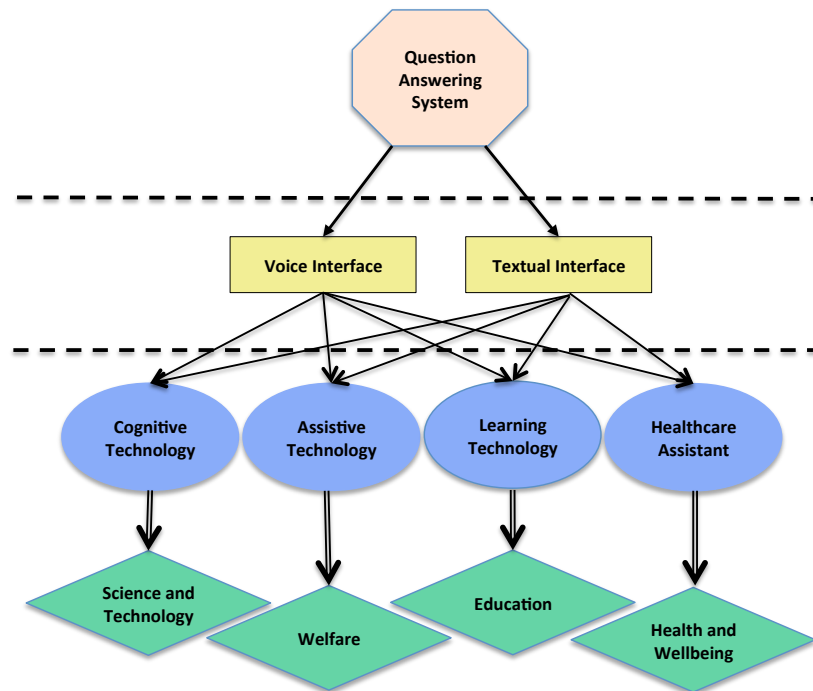 Question
Answering
System
Voice Interface
Textual Interface
Cognitive
Technology
Assistive
Technology
Learning
Technology
Healthcare
Assistant
Science and
Technology
Welfare
Education
Health and
Wellbeing